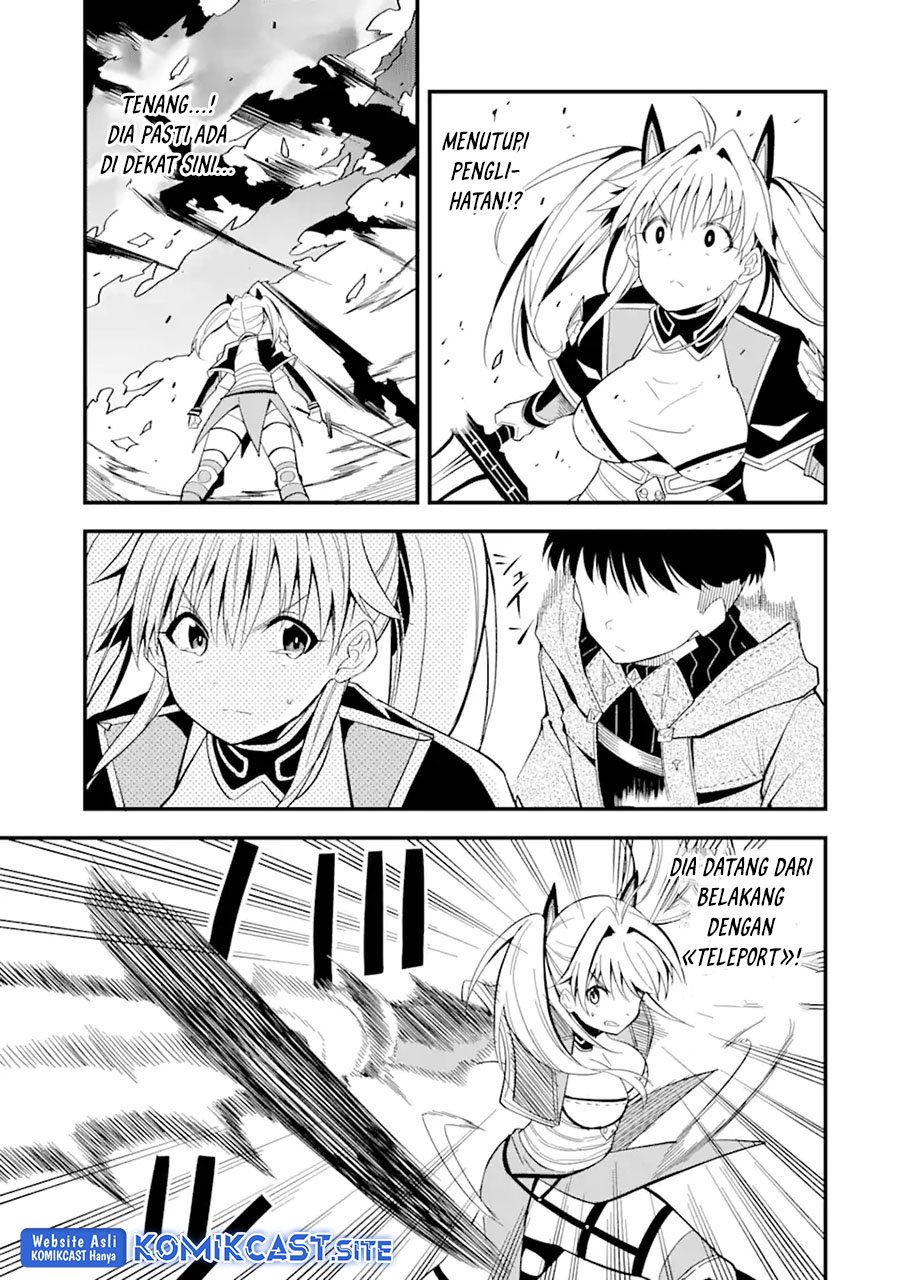 MENUTUPI
PENGLI-
HATAN!?
TENANG...!
DIA PASTI ADA
DI DEKAT SINI...
DIA DATANG DARI
BELAKANG
DENGAN
«TELEPORT»!
Website Asli
KOMIKCAST Hanya
KOMIKCAST.SITE